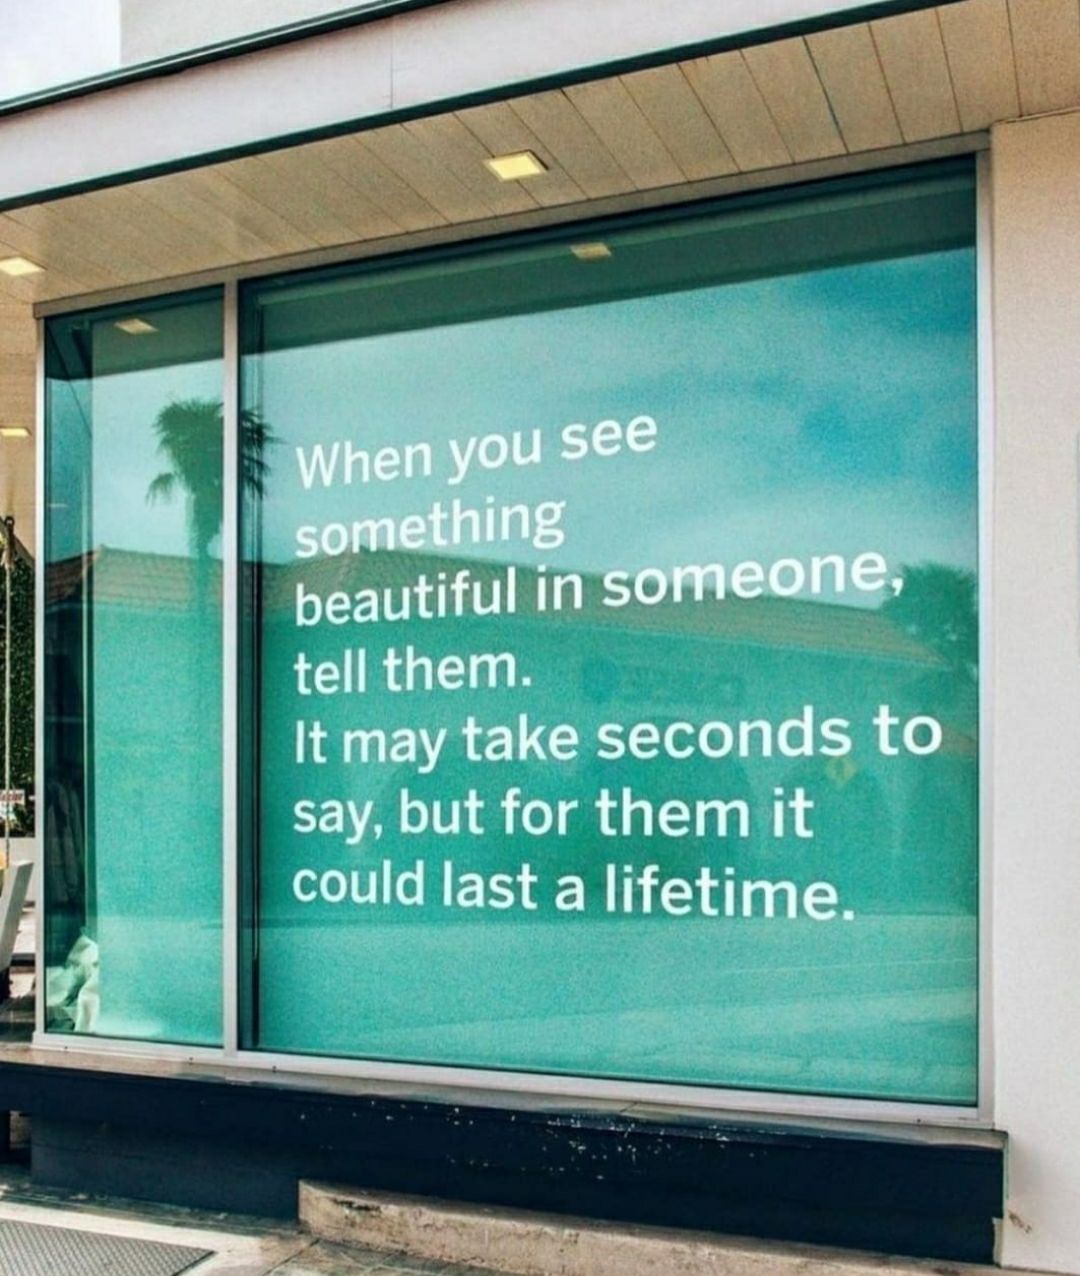 When you see
something
beautiful in someone,
tell them.
It may take seconds to
say, but for them it
could last a lifetime.